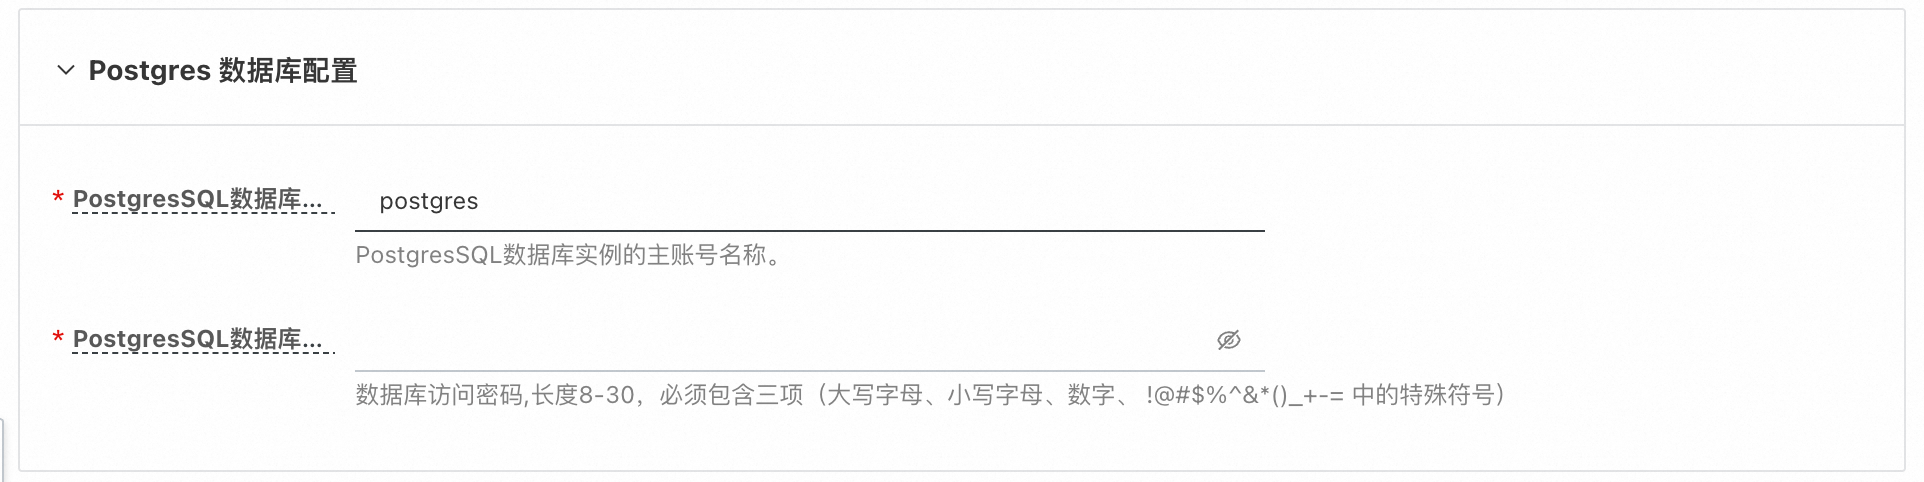 Postgres 数据库配置
* PostgresSQL数据库... postgres
PostgresSQL数据库实例的主账号名称。
* PostgresSQL数据库...
数据库访问密码,长度8-30，必须包含三项（大写字母、小写字母、数字、 !@#$%^&*()_+-= 中的特殊符号）